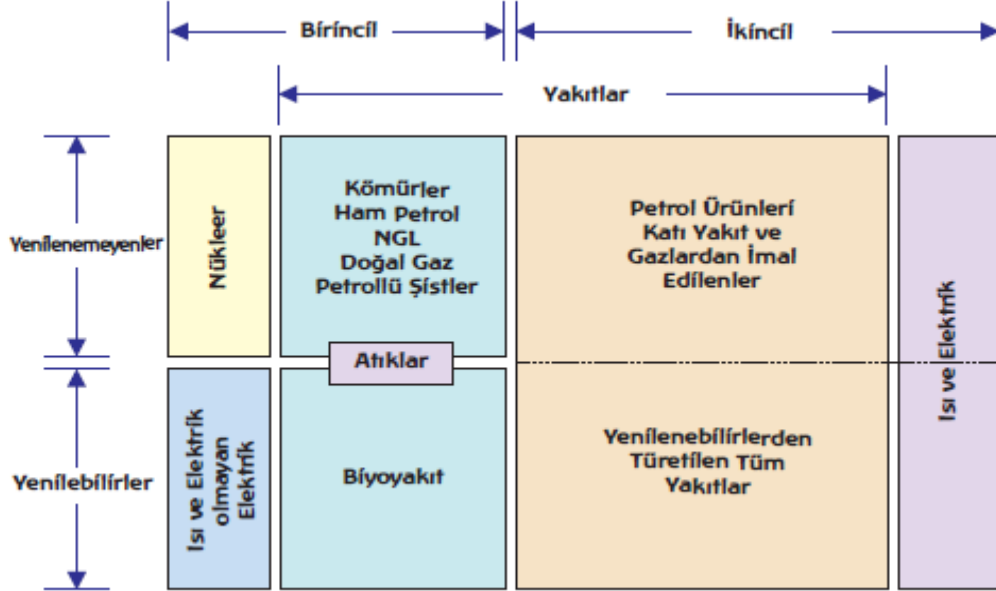 Birincil
İkincil
Yakıtlar
Yenilenemeyenler
Nükleer
Kömürler
Ham Petrol
NGL
Doğal Gaz
Petrollü Şistler
Petrol Ürünleri
Katı Yakıt ve
Gazlardan İmal
Edilenler
Isı ve Elektrik
Atıklar
Yenilebilirler
Isı ve Elektrik
olmayan
Elektrik
Biyoyakıt
Yenilenebilirlerden
Türetilen Tüm
Yakıtlar